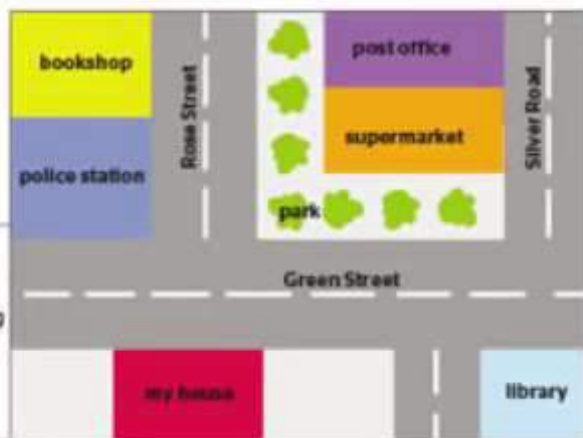 bookshop
post office
Rose Street
Silver Road
supermarket
police station
park
Green Street
my house
library